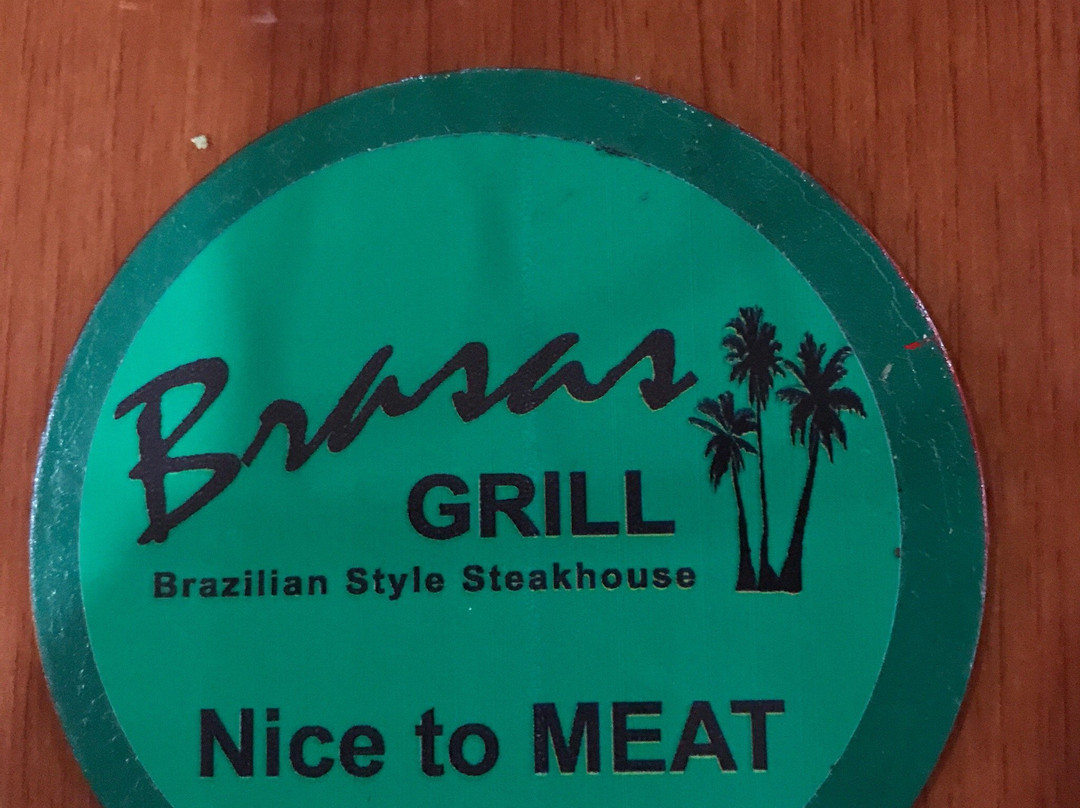 Brasas
GRILL
Brazilian Style Steakhouse
Nice to MEAT